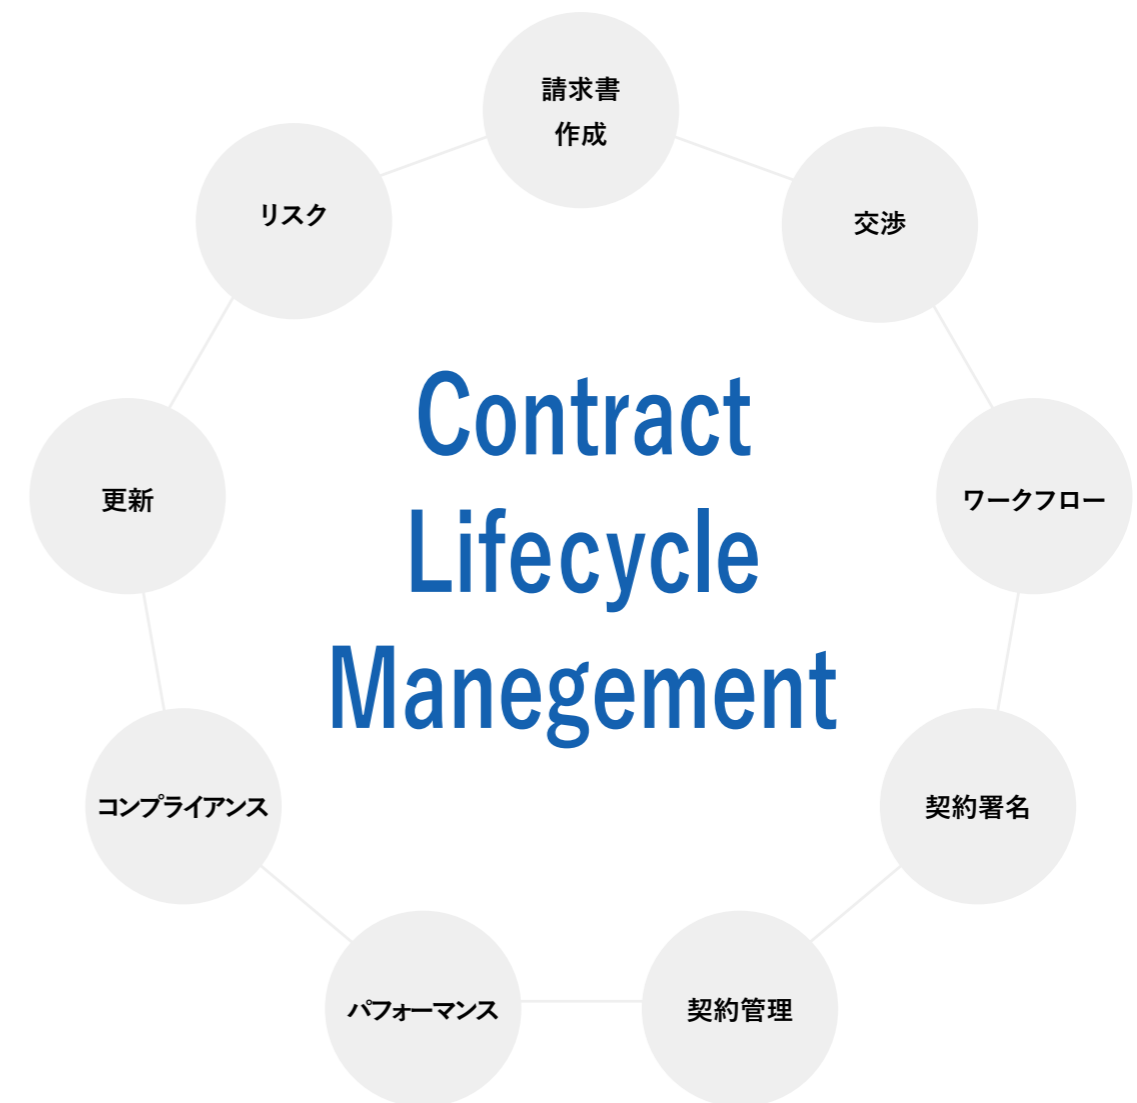 請求書
作成
交渉
ワークフロー
契約署名
契約管理
パフォーマンス
コンプライアンス
更新
リスク
Contract
Lifecycle
Manegement